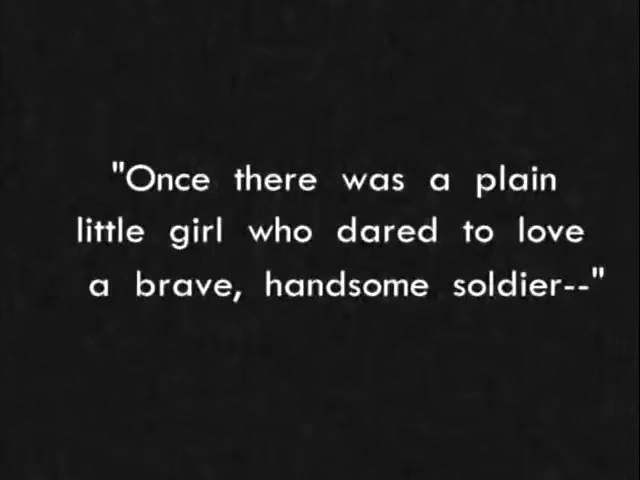 "Once there was a plain
little girl who dared to love
a brave, handsome soldier--"